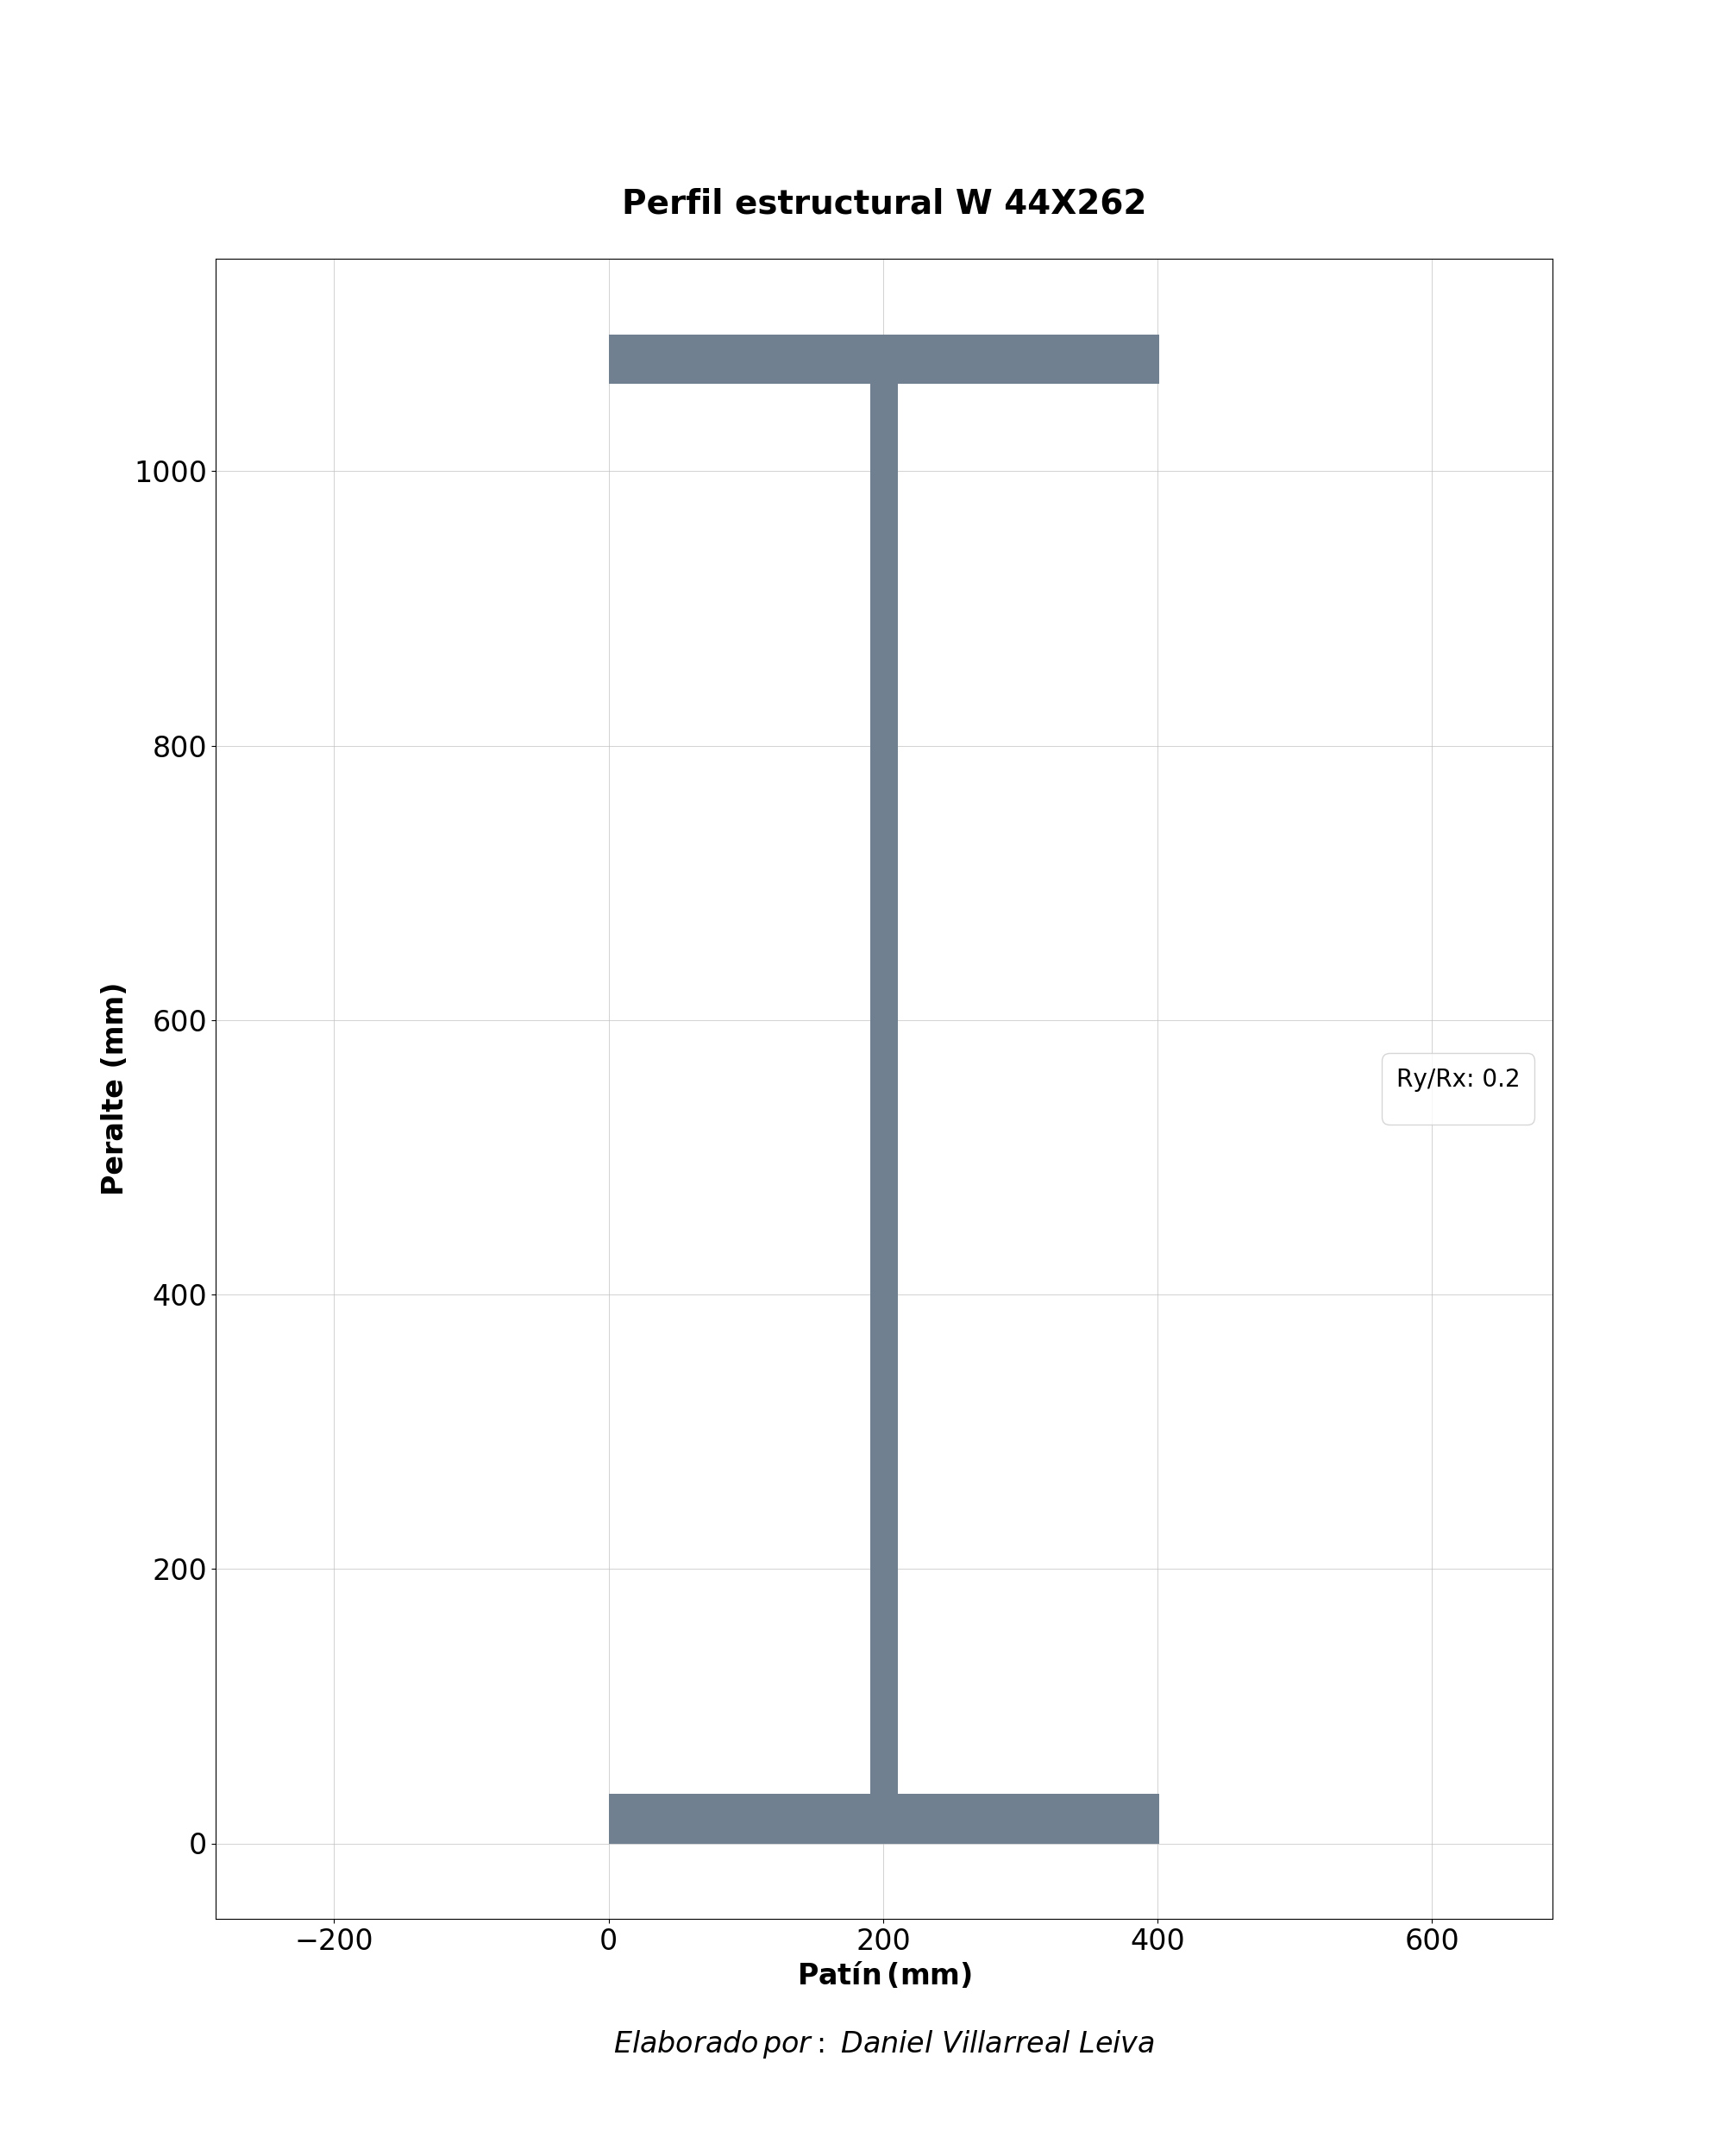 Perfil estructural W 44X262
1000
800
600
400
200
0
Peralte (mm)
Ry/Rx: 0.2
−200 0 200 400 600
Patín (mm)
Elaborado por: Daniel Villarreal Leiva